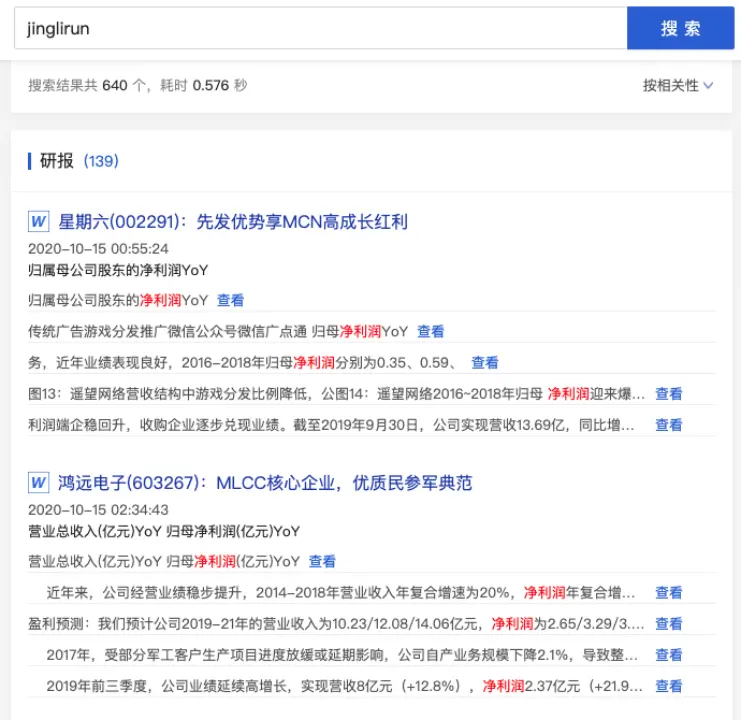 jinglirun
搜 索
搜索结果共 640 个，耗时 0.576 秒
按相关性
研报 (139)
W 星期六(002291)：先发优势享MCN高成长红利
2020-10-15 00:55:24
归属母公司股东的净利润YoY
归属母公司股东的净利润YoY 查看
传统广告游戏分发推广微信公众号微信广点通 归母净利润YoY 查看
务，近年业绩表现良好，2016-2018年归母净利润分别为0.35、0.59、 查看
图13：遥望网络营收结构中游戏分发比例降低，公图14：遥望网络2016~2018年归母 净利润迎来爆... 查看
利润端企稳回升，收购企业逐步兑现业绩。截至2019年9月30日，公司实现营收13.69亿，同比增... 查看
W 鸿远电子(603267)：MLCC核心企业，优质民参军典范
2020-10-15 02:34:43
营业总收入(亿元)YoY 归母净利润(亿元)YoY
营业总收入(亿元)YoY 归母净利润(亿元)YoY 查看
近年来，公司经营业绩稳步提升，2014-2018年营业收入年复合增速为20%，净利润年复合增... 查看
盈利预测：我们预计公司2019-21年的营业收入为10.23/12.08/14.06亿元，净利润为2.65/3.29/3.... 查看
2017年，受部分军工客户生产项目进度放缓或延期影响，公司自产业务规模下降2.1%，导致整... 查看
2019年前三季度，公司业绩延续高增长，实现营收8亿元（+12.8%），净利润2.37亿元（+21.9... 查看